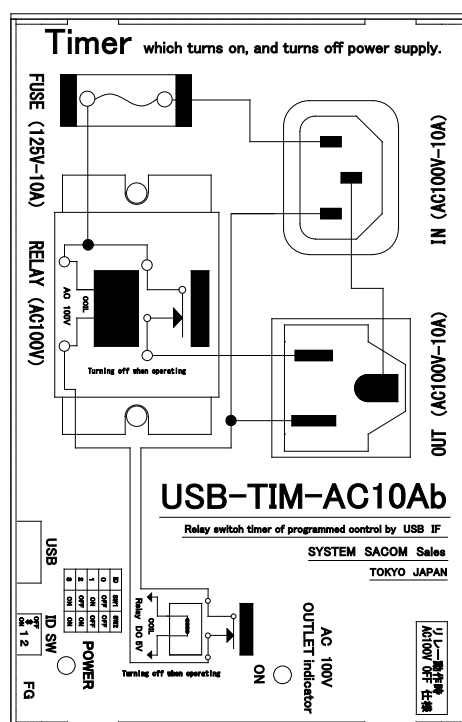 Timer which turns on, and turns off power supply.
FUSE (125V-10A)
IN (AC100V-10A)
RELAY (AC100V)
AC 100V
COIL
Turning off when operating
OUT (AC100V-10A)
USB-TIM-AC10Ab
Relay switch timer of programmed control by USB IF
SYSTEM SACOM Sales
TOKYO JAPAN
USB
ID SW1 SW2
0 OFF OFF
1 ON OFF
2 OFF ON
3 ON ON
Relay DC 5V
COIL
Turning off when operating
AC 100V
OUTLET indicator
ON
POWER
ID SW
OFF
#
ON 1 2
FG
リレー動作時
AC100V OFF 仕様